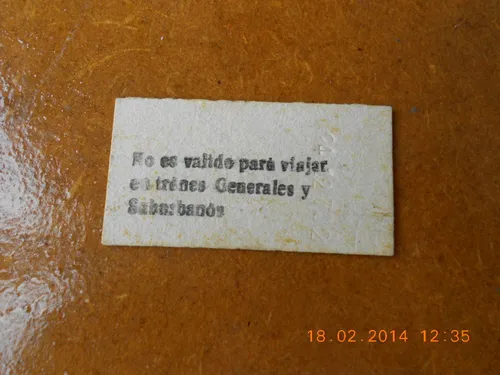 No es valido para viajar
en trenes Generales y
Suburbanos
18.02.2014 12:35